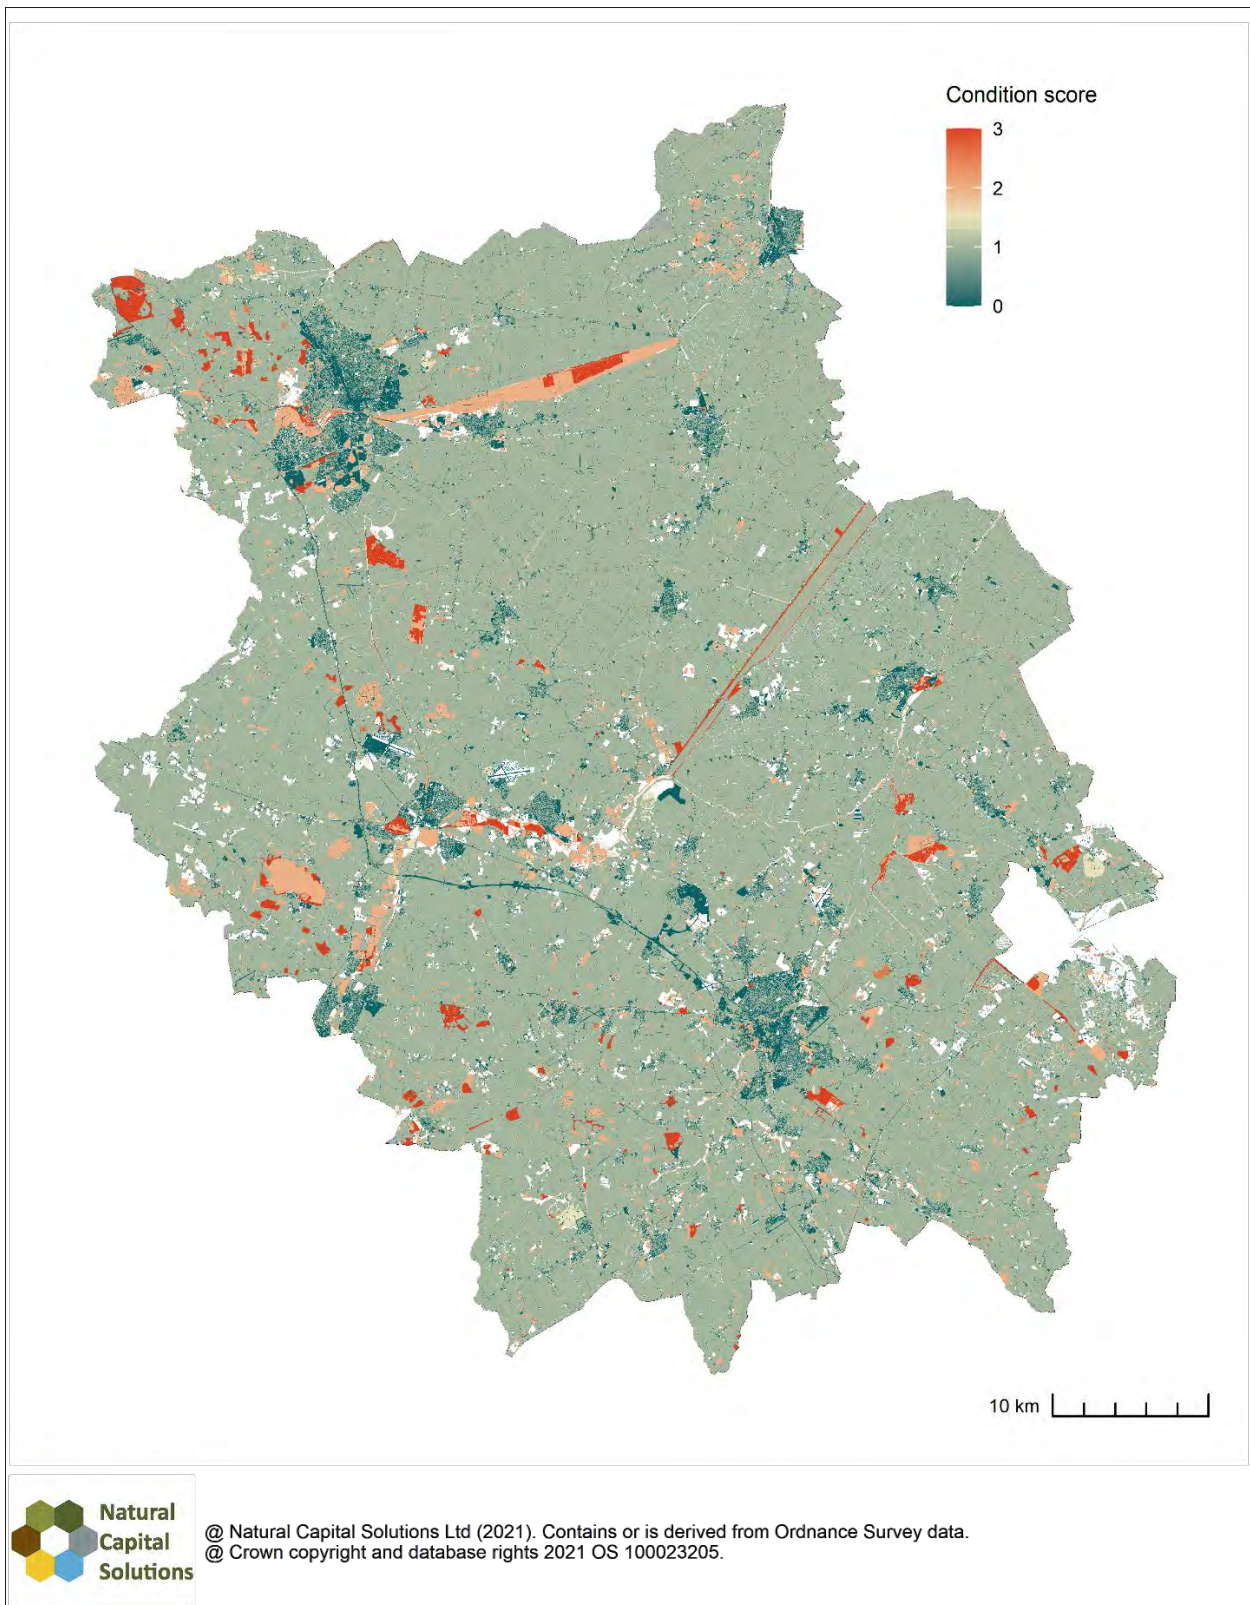 Condition score
3
2
1
0
10 km
Natural
Capital
Solutions
@ Natural Capital Solutions Ltd (2021). Contains or is derived from Ordnance Survey data.
@ Crown copyright and database rights 2021 OS 100023205.